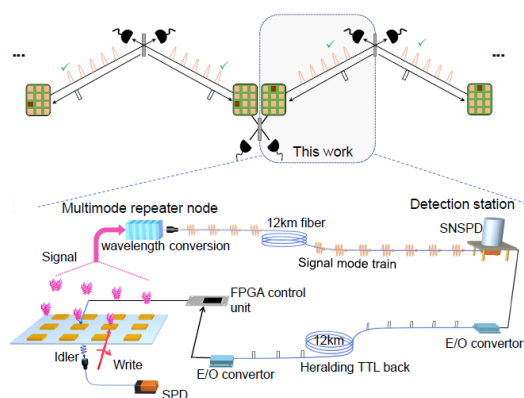 ...
...
This work
Multimode repeater node
Detection station
12km fiber
SNSPD
wavelength conversion
Signal
Signal mode train
FPGA control
unit
12km
E/O convertor
Idler
Write
E/O convertor
Heralding TTL back
SPD